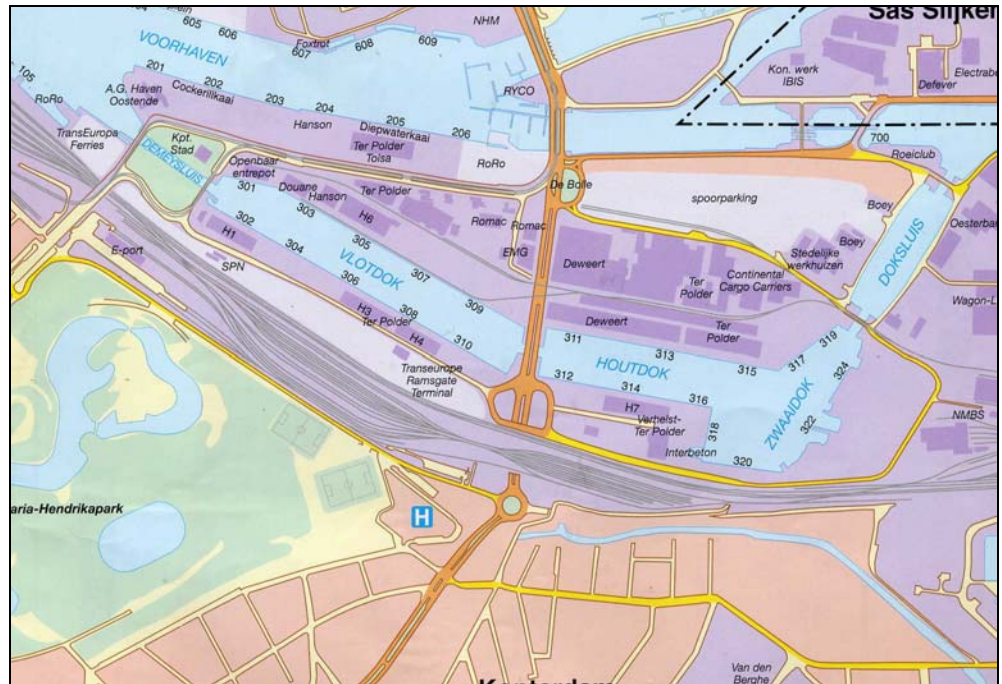 Sas Slijken
NHM
605
606
Foxtrot
607
608
609
VOORHAVEN
105
RoRo
201
202
A.G. Haven
Oostende
Cockerillkaai
203
204
Hanson
205
Diepwaterkaai
206
RYCO
Kon. werk
IBIS
Defever
Electrabel
700
Roeiclub
TransEuropa
Ferries
Kpt.
Stad
DEMEYSLUIS
Openbaar
entrepot
Ter Polder
Tolsa
RoRo
De Bolle
spoorparking
Boey
301
Douane
Hanson
Ter Polder
303
302
H1
H6
304
305
Romac
Romac
EMG
E-port
SPN
VLOTDOK
306
307
309
308
H3
Ter Polder
H4
310
Deweert
Ter
Polder
Continental
Cargo Carriers
Stedelijke
werkhuizen
Boey
DOKSLUIS
Wagon-L
Deweert
Ter
Polder
311
313
315
317
319
HOUTDOK
312
314
316
324
Transeurope
Ramsgate
Terminal
H7
Verhelst-
Ter Polder
318
ZWAAIDOK
322
Interbeton
320
NMBS
aria-Hendrikapark
H
Van den
Berghe